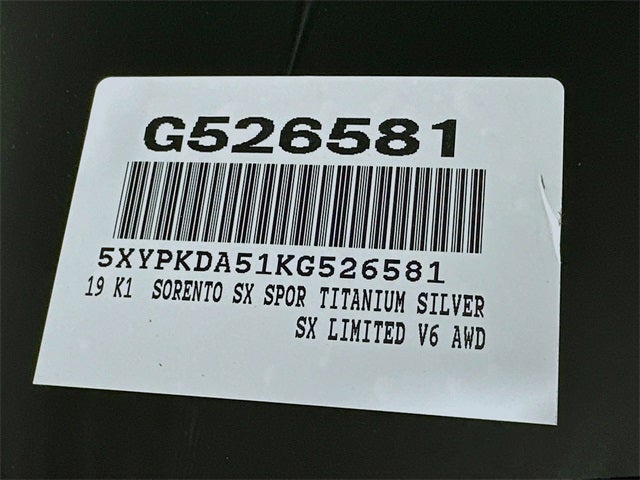 G526581
5XYPKDA51KG526581
19 K1 SORENTO SX SPOR TITANIUM SILVER
SX LIMITED V6 AWD